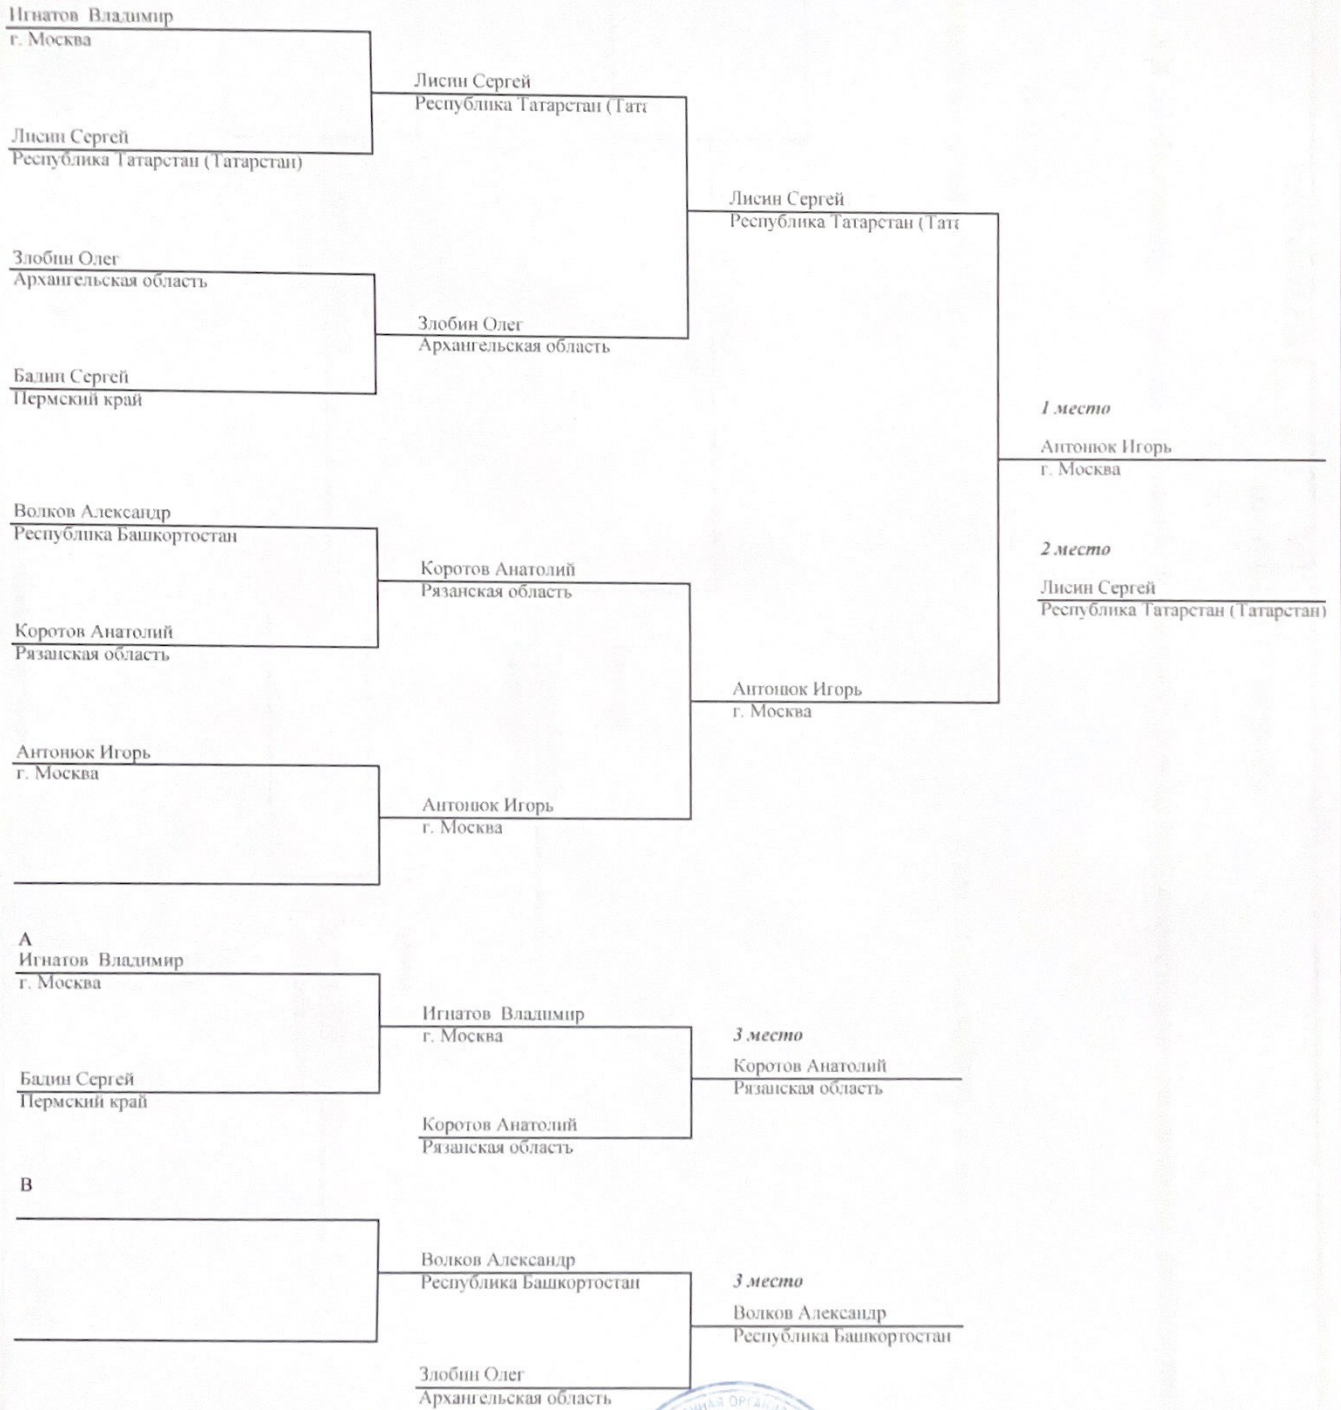 Игнатов Владимир
г. Москва
Лисин Сергей
Республика Татарстан (Татарстан)
Злобин Олег
Архангельская область
Бадин Сергей
Пермский край
Волков Александр
Республика Башкортостан
Коротов Анатолий
Рязанская область
Антонюк Игорь
г. Москва
Лисин Сергей
Республика Татарстан (Тата
Злобин Олег
Архангельская область
Коротов Анатолий
Рязанская область
Антонюк Игорь
г. Москва
Лисин Сергей
Республика Татарстан (Тата
Антонюк Игорь
г. Москва
1 место
Антонюк Игорь
г. Москва
2 место
Лисин Сергей
Республика Татарстан (Татарстан)
А
Игнатов Владимир
г. Москва
Бадин Сергей
Пермский край
Игнатов Владимир
г. Москва
Коротов Анатолий
Рязанская область
3 место
Коротов Анатолий
Рязанская область
В
Волков Александр
Республика Башкортостан
Злобин Олег
Архангельская область
3 место
Волков Александр
Республика Башкортостан